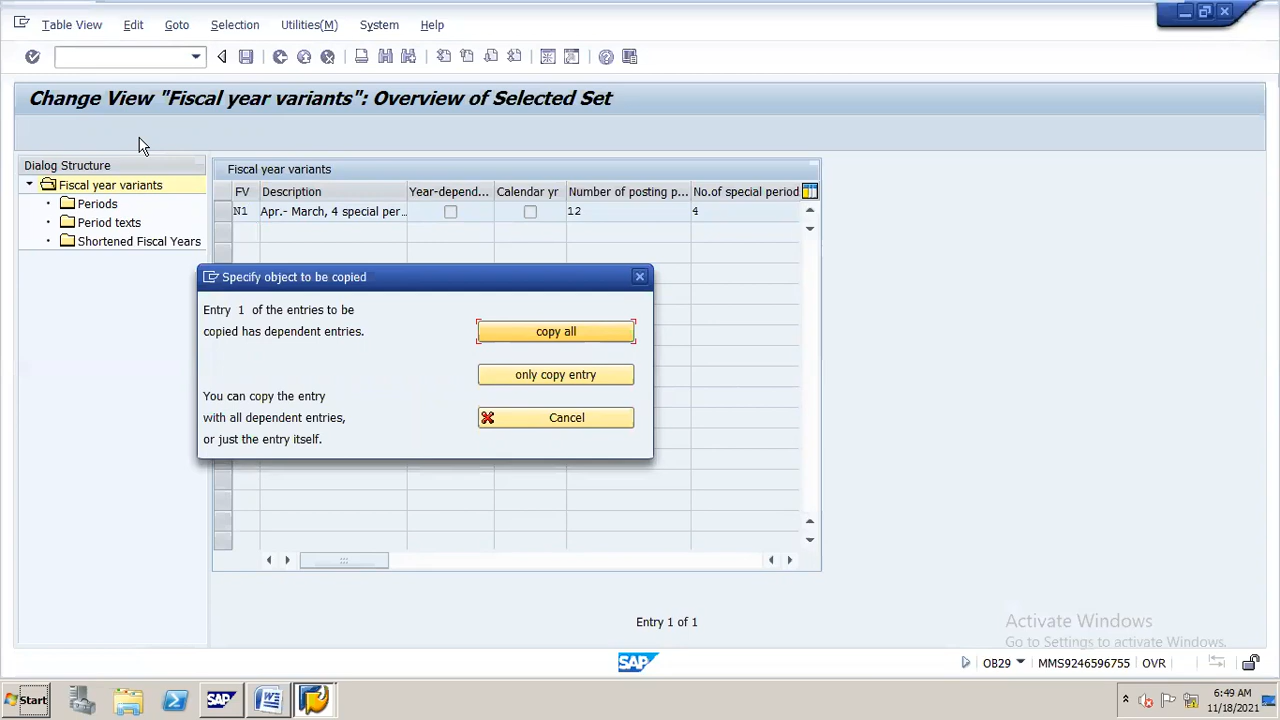 Table View Edit Goto Selection Utilities(M) System Help
Change View "Fiscal year variants": Overview of Selected Set
Dialog Structure
Fiscal year variants
Periods
Period texts
Shortened Fiscal Years
Fiscal year variants
FV Description Year-depend... Calendar yr Number of posting p... No.of special period
N1 Apr.- March, 4 special per... 12 4
Specify object to be copied
Entry 1 of the entries to be
copied has dependent entries.
You can copy the entry
with all dependent entries,
or just the entry itself.
copy all
only copy entry
Cancel
Entry 1 of 1
Activate Windows
Go to Settings to activate Windows.
SAP OB29 MMS9246596755 OVR
Start SAP 6:49 AM
11/18/2021